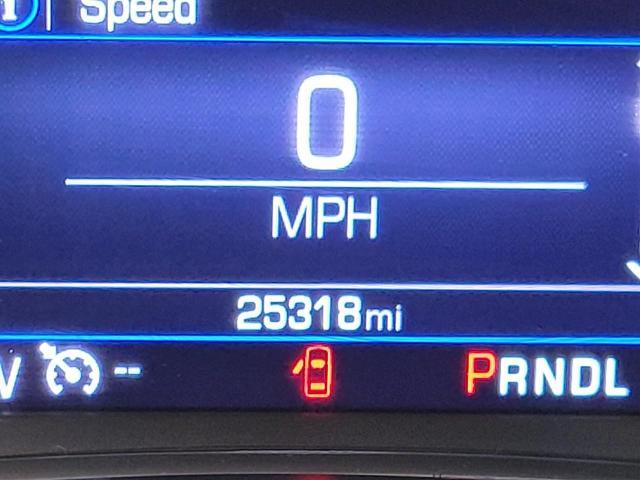 Speed
0
MPH
25318mi
-- PRNDL